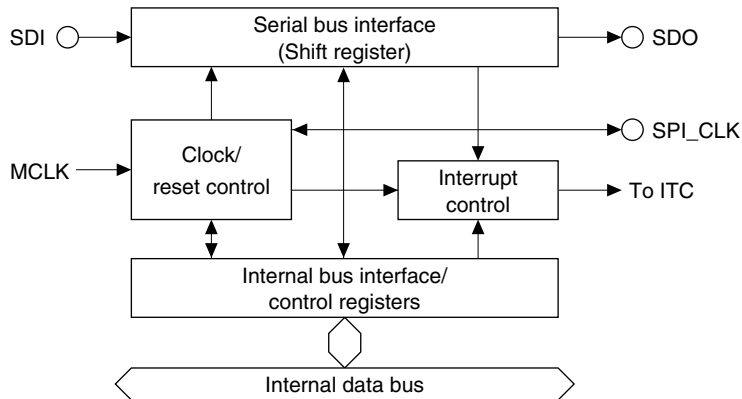 Serial bus interface
(Shift register)
SDI
SDO
SPI_CLK
Clock/
reset control
MCLK
Interrupt
control
To ITC
Internal bus interface/
control registers
Internal data bus